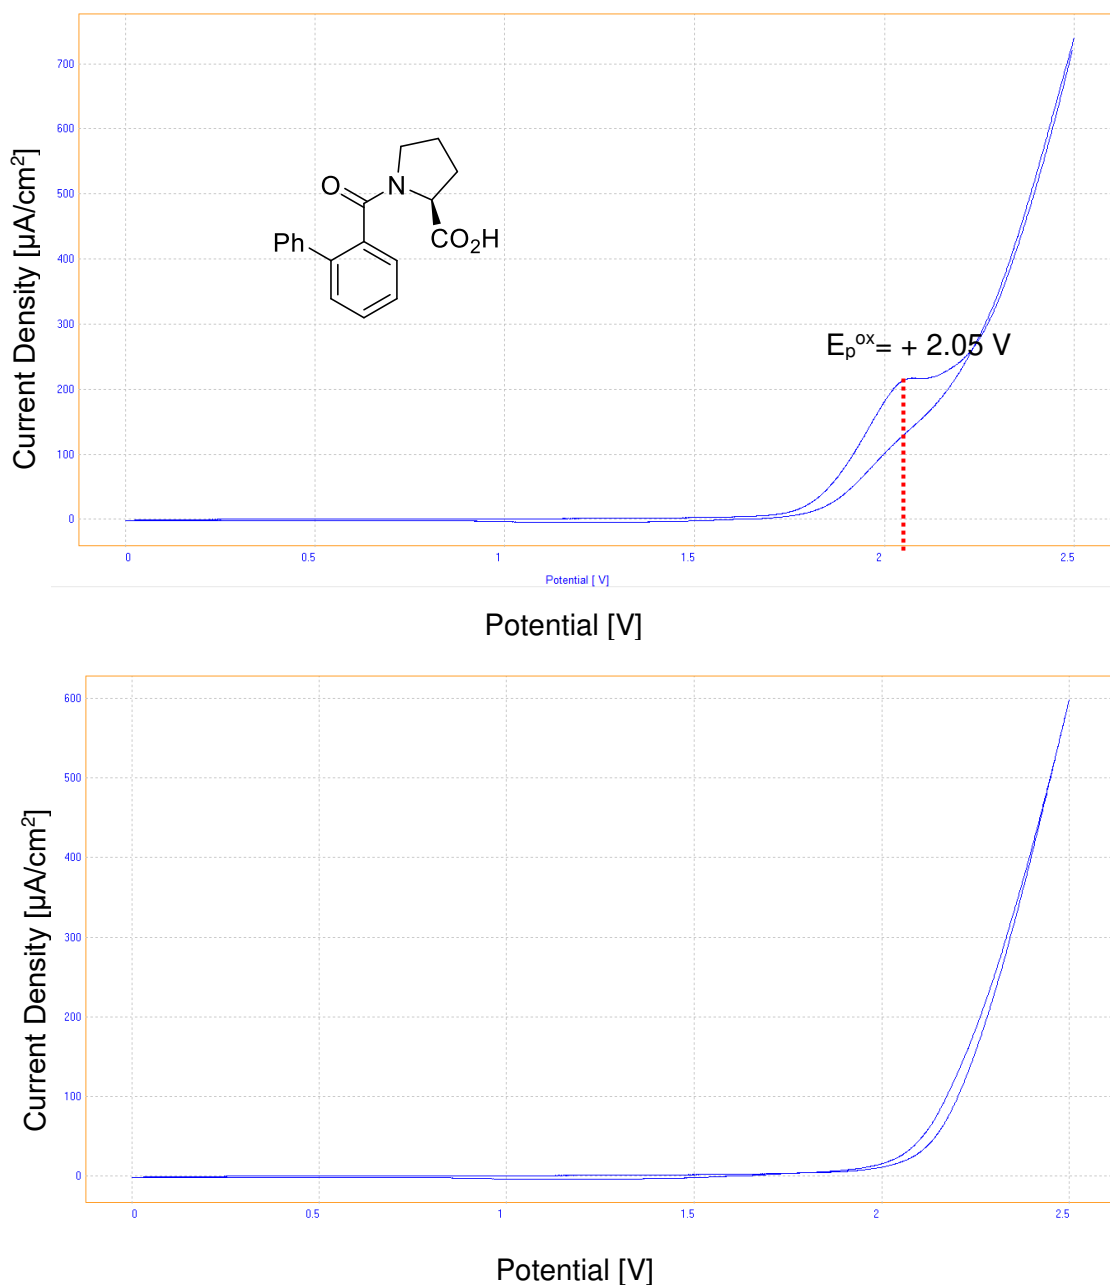 700
600
500
400
300
200
100
0
Current Density [µA/cm²]
O
N
Ph
CO₂H
Eₚᵒˣ= + 2.05 V
0 0.5 1 1.5 2 2.5
Potential [ V]
Potential [V]
600
500
400
300
200
100
0
Current Density [µA/cm²]
0 0.5 1 1.5 2 2.5
Potential [V]